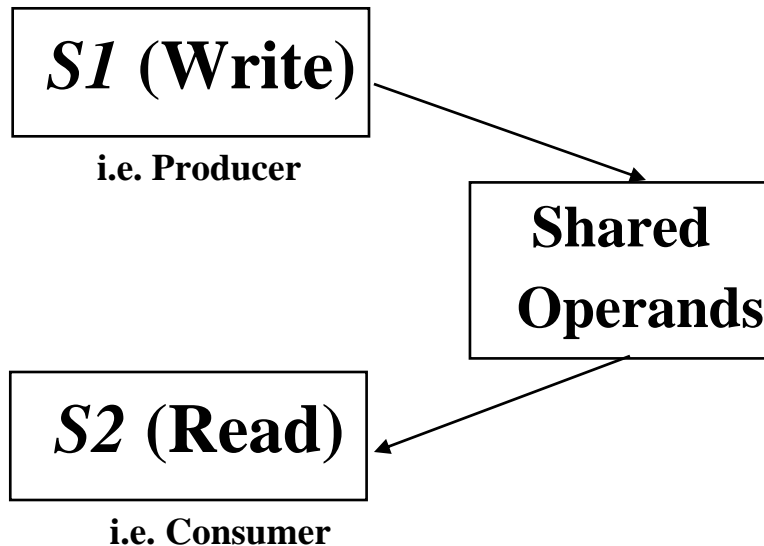 S1 (Write)
i.e. Producer
Shared
Operands
S2 (Read)
i.e. Consumer